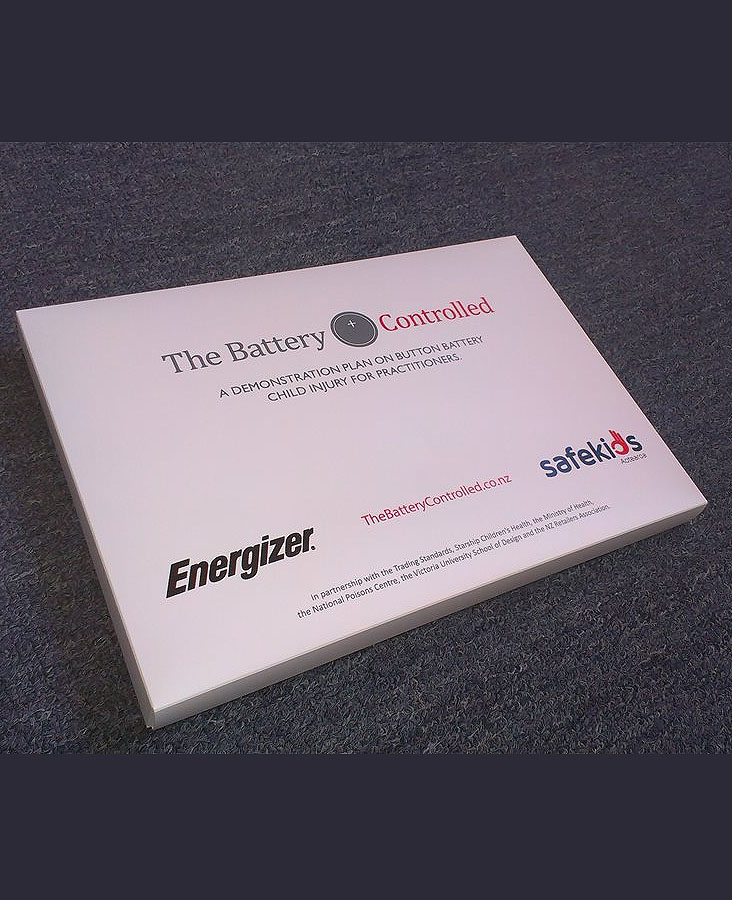 The Battery + Controlled
A DEMONSTRATION PLAN ON BUTTON BATTERY
CHILD INJURY FOR PRACTITIONERS.
safekids
Aotearoa
TheBatteryControlled.co.nz
Energizer.
In partnership with the Trading Standards, Starship Children's Health, the Ministry of Health,
the National Poisons Centre, the Victoria University School of Design and the NZ Retailers Association.